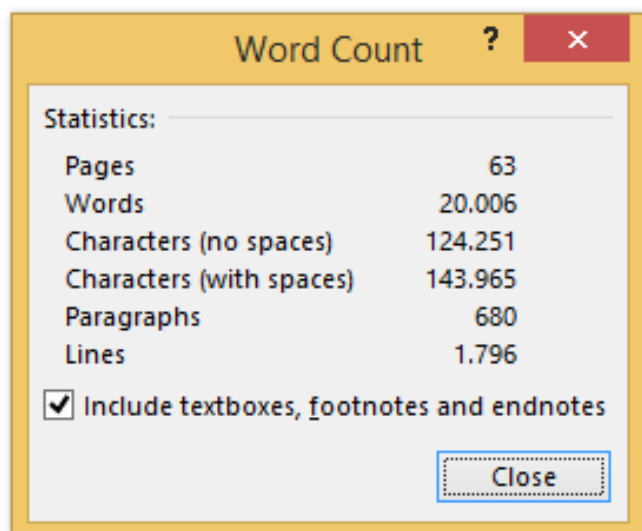 Word Count ?
Statistics:
Pages 63
Words 20.006
Characters (no spaces) 124.251
Characters (with spaces) 143.965
Paragraphs 680
Lines 1.796
Include textboxes, footnotes and endnotes
Close